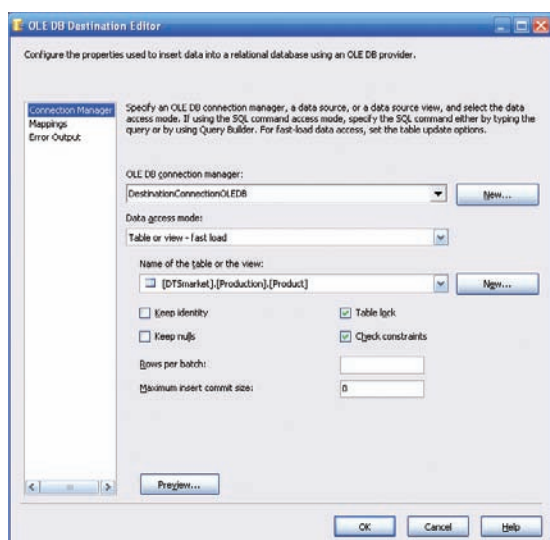 OLE DB Destination Editor
Configure the properties used to insert data into a relational database using an OLE DB provider.
Connection Manager
Mappings
Error Output
Specify an OLE DB connection manager, a data source, or a data source view, and select the data
access mode. If using the SQL command access mode, specify the SQL command either by typing the
query or by using Query Builder. For fast-load data access, set the table update options.
OLE DB connection manager:
DestinationConnectionOLEDB
New...
Data access mode:
Table or view - fast load
Name of the table or the view:
[DTSmarket].[Production].[Product]
New...
Keep identity
Table lock
Keep nulls
Check constraints
Rows per batch:
Maximum insert commit size:
0
Preview...
OK
Cancel
Help